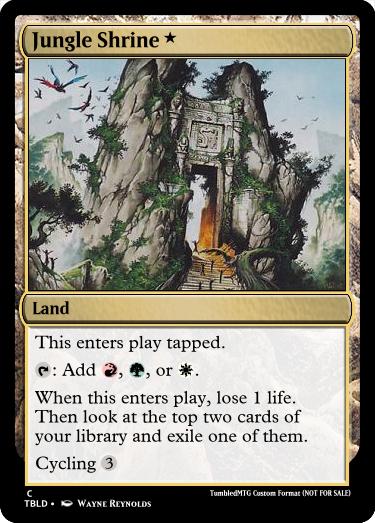 Jungle Shrine ★
Land
This enters play tapped.
: Add , , or .
When this enters play, lose 1 life.
Then look at the top two cards of
your library and exile one of them.
Cycling 3
C
TBLD • Wayne Reynolds
TumbledMTG Custom Format (NOT FOR SALE)